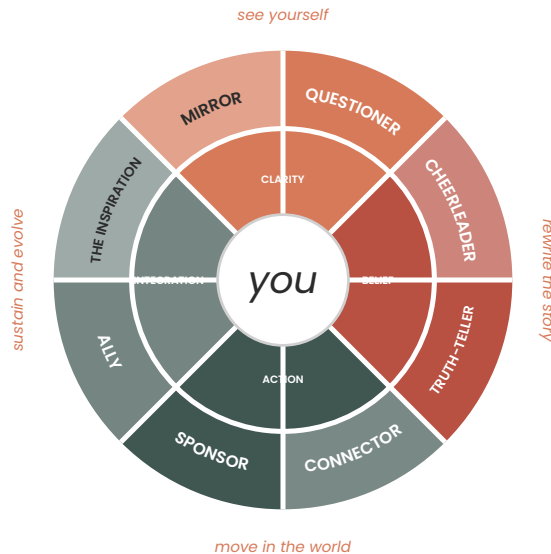 see yourself
MIRROR
QUESTIONER
THE INSPIRATION
CHEERLEADER
CLARITY
sustain and evolve
INTEGRATION
you
BELIEF
rewrite the story
ALLY
TRUTH-TELLER
ACTION
SPONSOR
CONNECTOR
move in the world